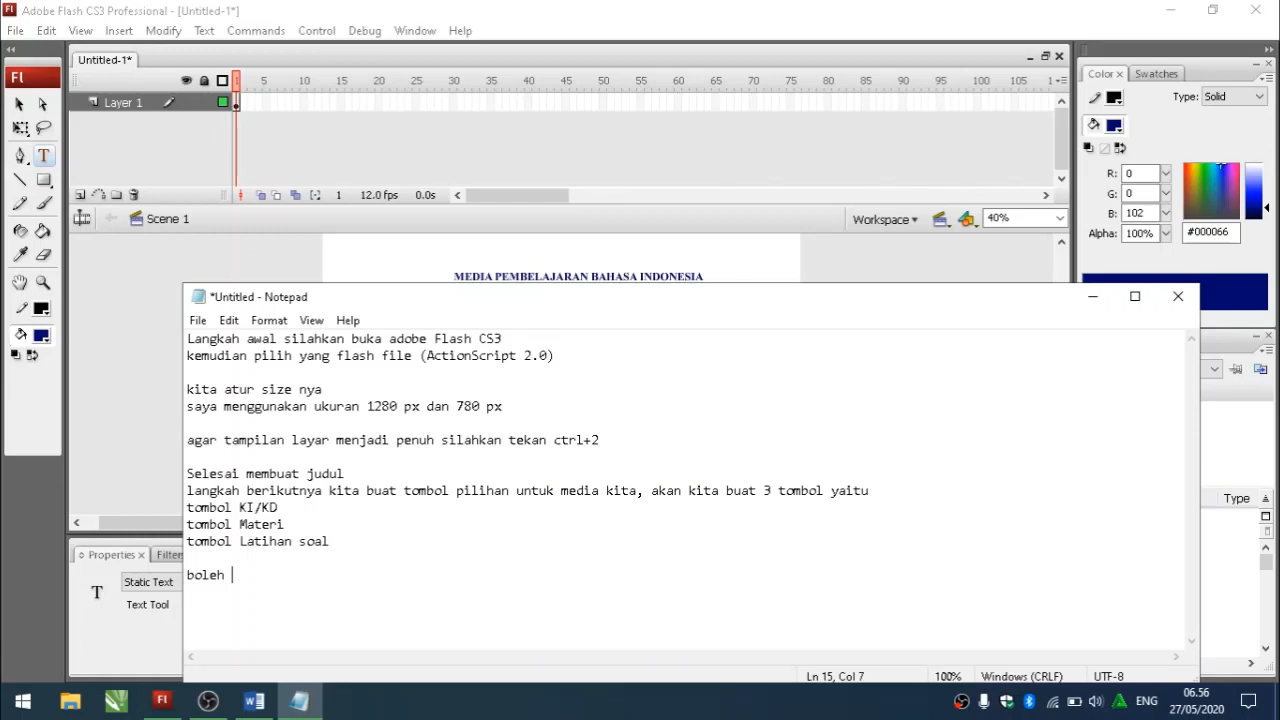 Adobe Flash CS3 Professional - [Untitled-1*]
File Edit View Insert Modify Text Commands Control Debug Window Help
Fl
Untitled-1*
1 5 10 15 20 25 30 35 40 45 50 55 60 65 70 75 80 85 90 95 100 105 1
Layer 1
1 12.0 fps 0.0s
Scene 1
Workspace
40%
Color Swatches
Type: Solid
R: 0
G: 0
B: 102
Alpha: 100% #000066
MEDIA PEMBELAJARAN BAHASA INDONESIA
*Untitled - Notepad
File Edit Format View Help
Langkah awal silahkan buka adobe Flash CS3
kemudian pilih yang flash file (ActionScript 2.0)
kita atur size nya
saya menggunakan ukuran 1280 px dan 780 px
agar tampilan layar menjadi penuh silahkan tekan ctrl+2
Selesai membuat judul
langkah berikutnya kita buat tombol pilihan untuk media kita, akan kita buat 3 tombol yaitu
tombol KI/KD
tombol Materi
tombol Latihan soal
boleh
Ln 15, Col 7 100% Windows (CRLF) UTF-8
Type
Properties Filters
T
Static Text
Text Tool
Fl
ENG
06.56
27/05/2020